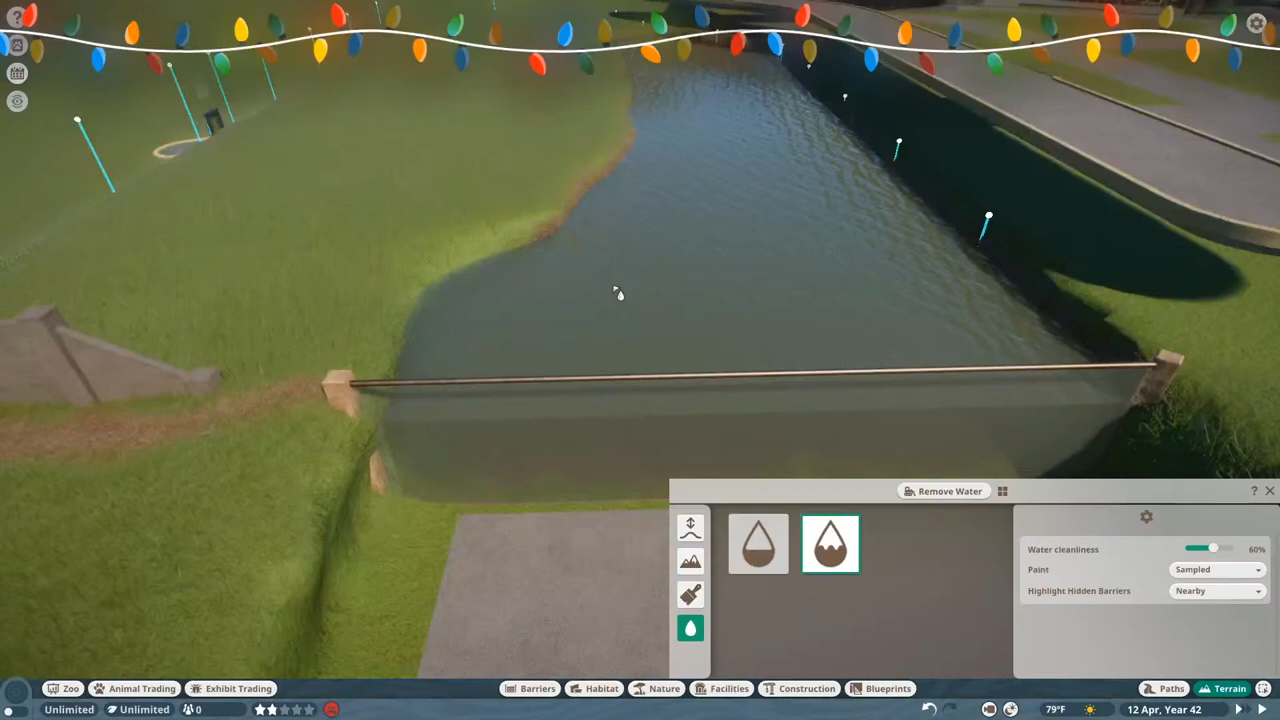 ?
Remove Water
? ×
Water cleanliness 60%
Paint Sampled
Highlight Hidden Barriers Nearby
Zoo Animal Trading Exhibit Trading Barriers Habitat Nature Facilities Construction Blueprints Paths Terrain
Unlimited Unlimited 0 79°F 12 Apr, Year 42